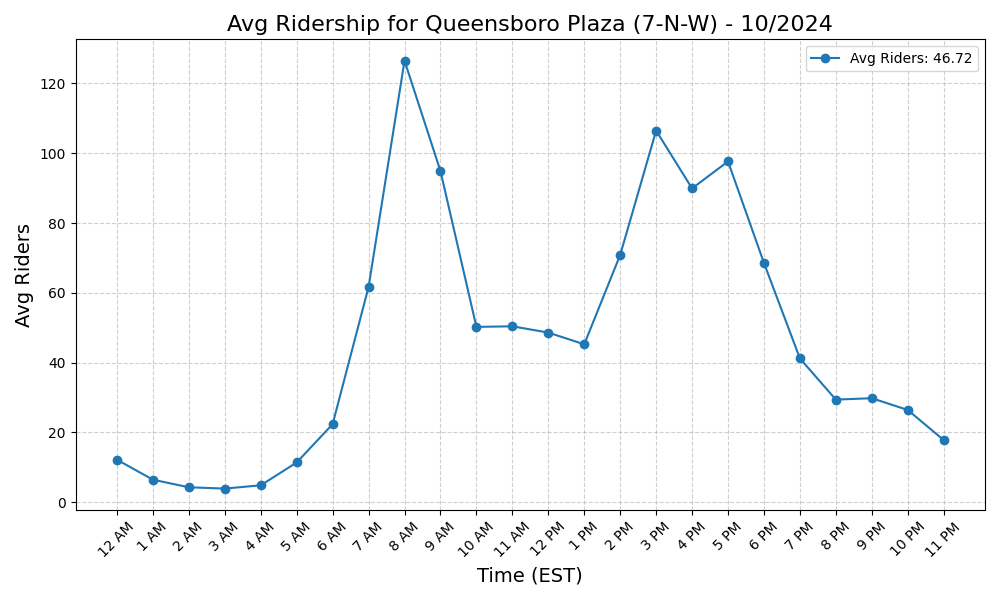 Avg Ridership for Queensboro Plaza (7-N-W) - 10/2024
Avg Riders: 46.72
120
100
80
60
40
20
0
Avg Riders
12 AM
1 AM
2 AM
3 AM
4 AM
5 AM
6 AM
7 AM
8 AM
9 AM
10 AM
11 AM
12 PM
1 PM
2 PM
3 PM
4 PM
5 PM
6 PM
7 PM
8 PM
9 PM
10 PM
11 PM
Time (EST)